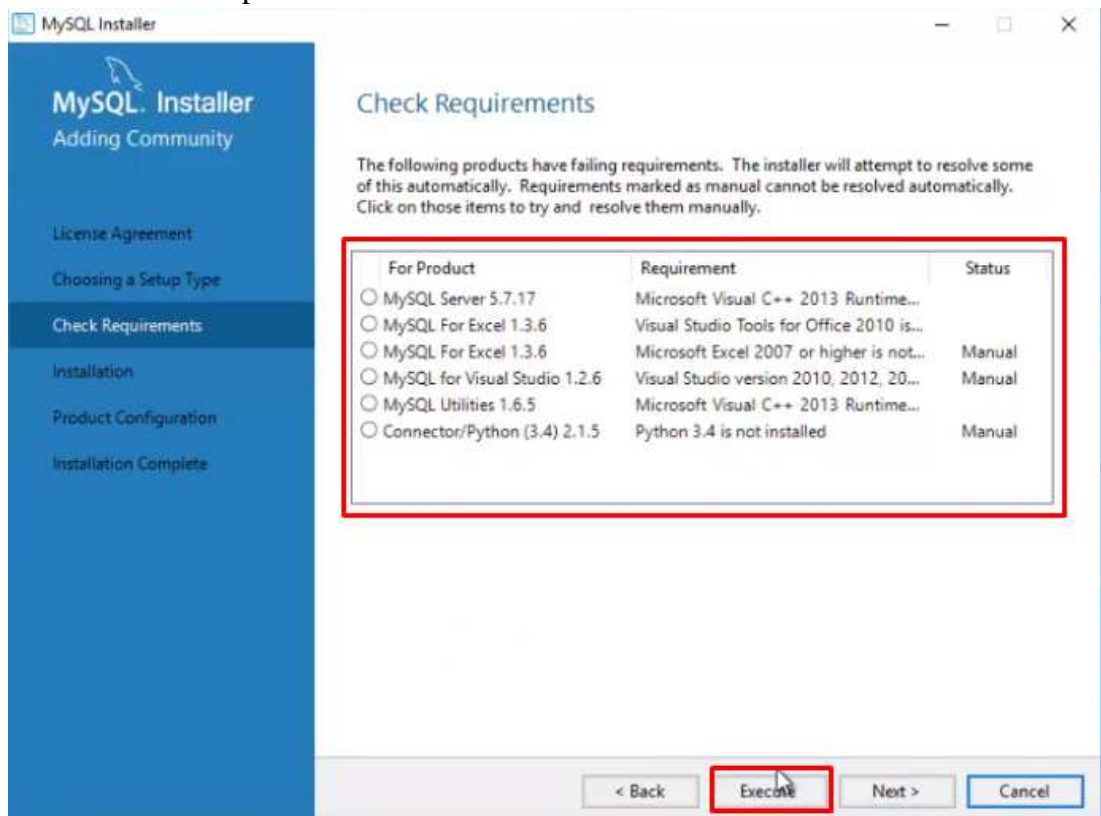 MySQL Installer
MySQL. Installer
Adding Community
License Agreement
Choosing a Setup Type
Check Requirements
Installation
Product Configuration
Installation Complete
Check Requirements
The following products have failing requirements. The installer will attempt to resolve some
of this automatically. Requirements marked as manual cannot be resolved automatically.
Click on those items to try and resolve them manually.
For Product Requirement Status
MySQL Server 5.7.17 Microsoft Visual C++ 2013 Runtime...
MySQL For Excel 1.3.6 Visual Studio Tools for Office 2010 is...
MySQL For Excel 1.3.6 Microsoft Excel 2007 or higher is not... Manual
MySQL for Visual Studio 1.2.6 Visual Studio version 2010, 2012, 20... Manual
MySQL Utilities 1.6.5 Microsoft Visual C++ 2013 Runtime...
Connector/Python (3.4) 2.1.5 Python 3.4 is not installed Manual
< Back Execute Next > Cancel